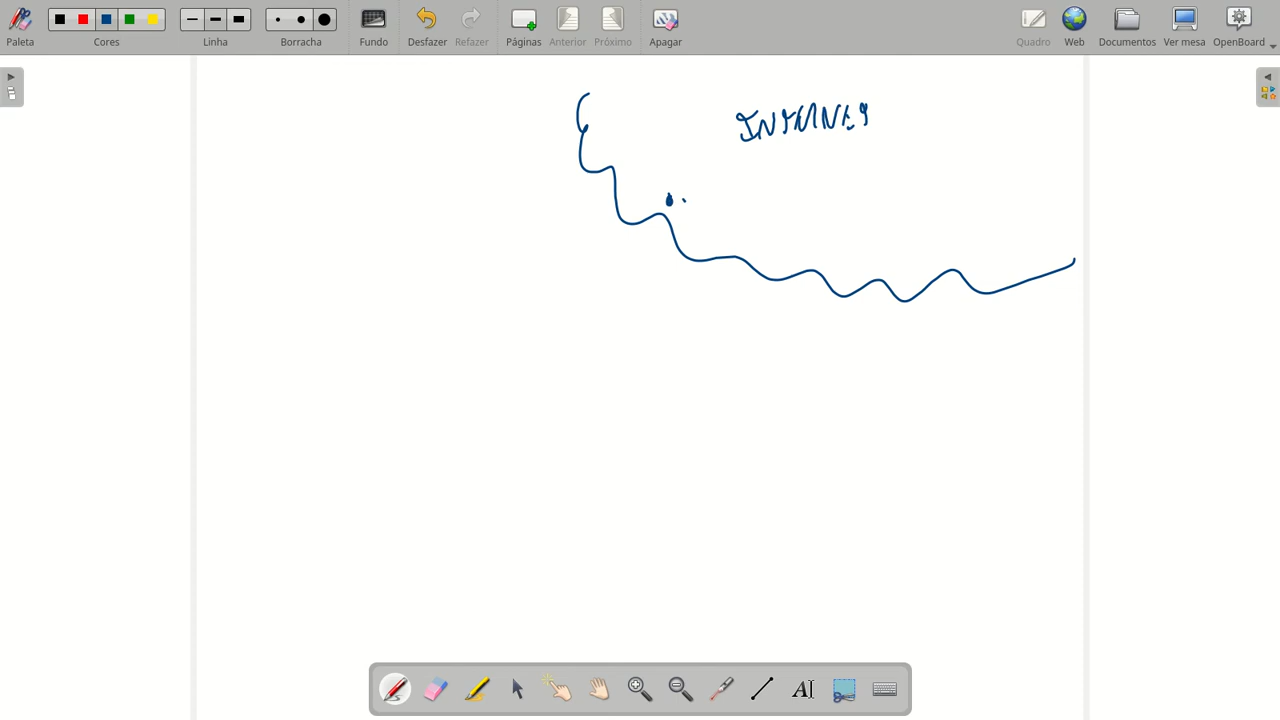 Paleta
Cores
Linha
Borracha
Fundo
Desfazer
Refazer
Páginas
Anterior
Próximo
Apagar
Quadro
Web
Documentos
Ver mesa
OpenBoard
INTERNET